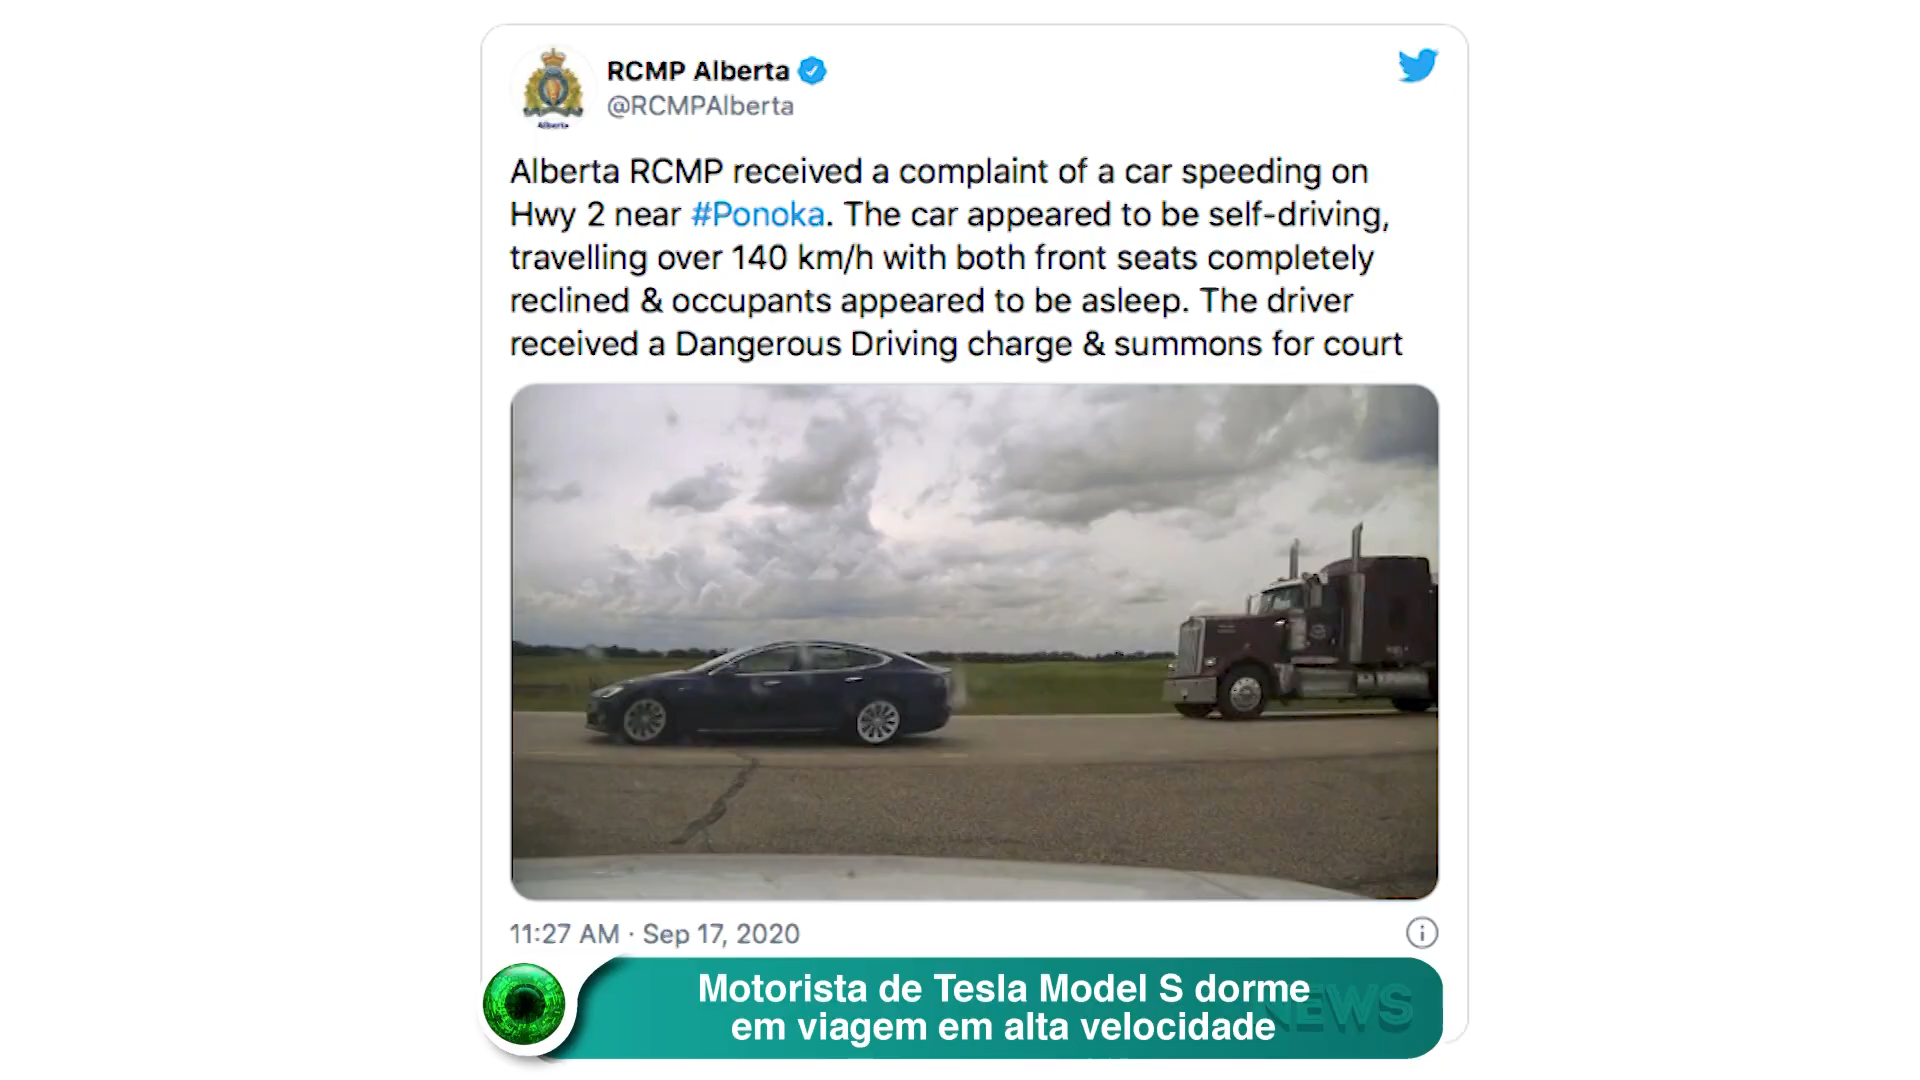 RCMP Alberta
@RCMPAlberta
Alberta
Alberta RCMP received a complaint of a car speeding on
Hwy 2 near #Ponoka. The car appeared to be self-driving,
travelling over 140 km/h with both front seats completely
reclined & occupants appeared to be asleep. The driver
received a Dangerous Driving charge & summons for court
11:27 AM · Sep 17, 2020
Motorista de Tesla Model S dorme
em viagem em alta velocidade
NEWS